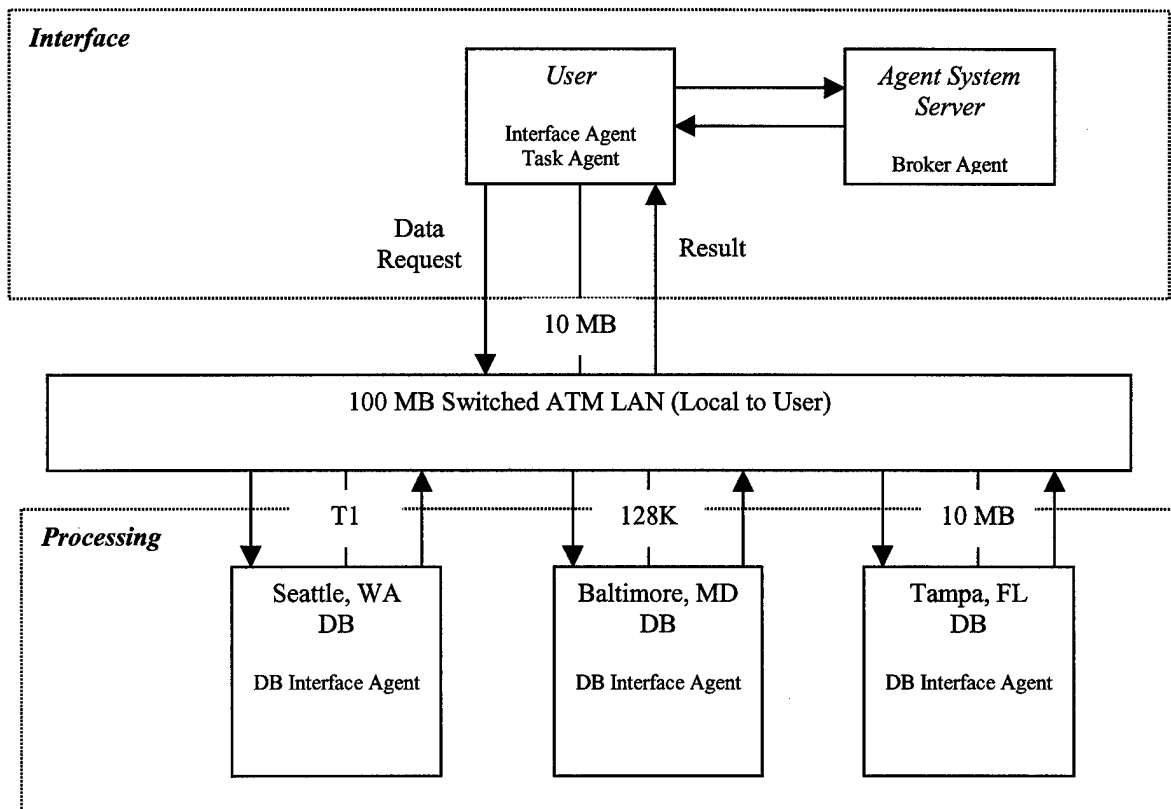 Interface
User
Interface Agent
Task Agent
Agent System
Server
Broker Agent
Data
Request
Result
10 MB
100 MB Switched ATM LAN (Local to User)
T1
128K
10 MB
Processing
Seattle, WA
DB
DB Interface Agent
Baltimore, MD
DB
DB Interface Agent
Tampa, FL
DB
DB Interface Agent